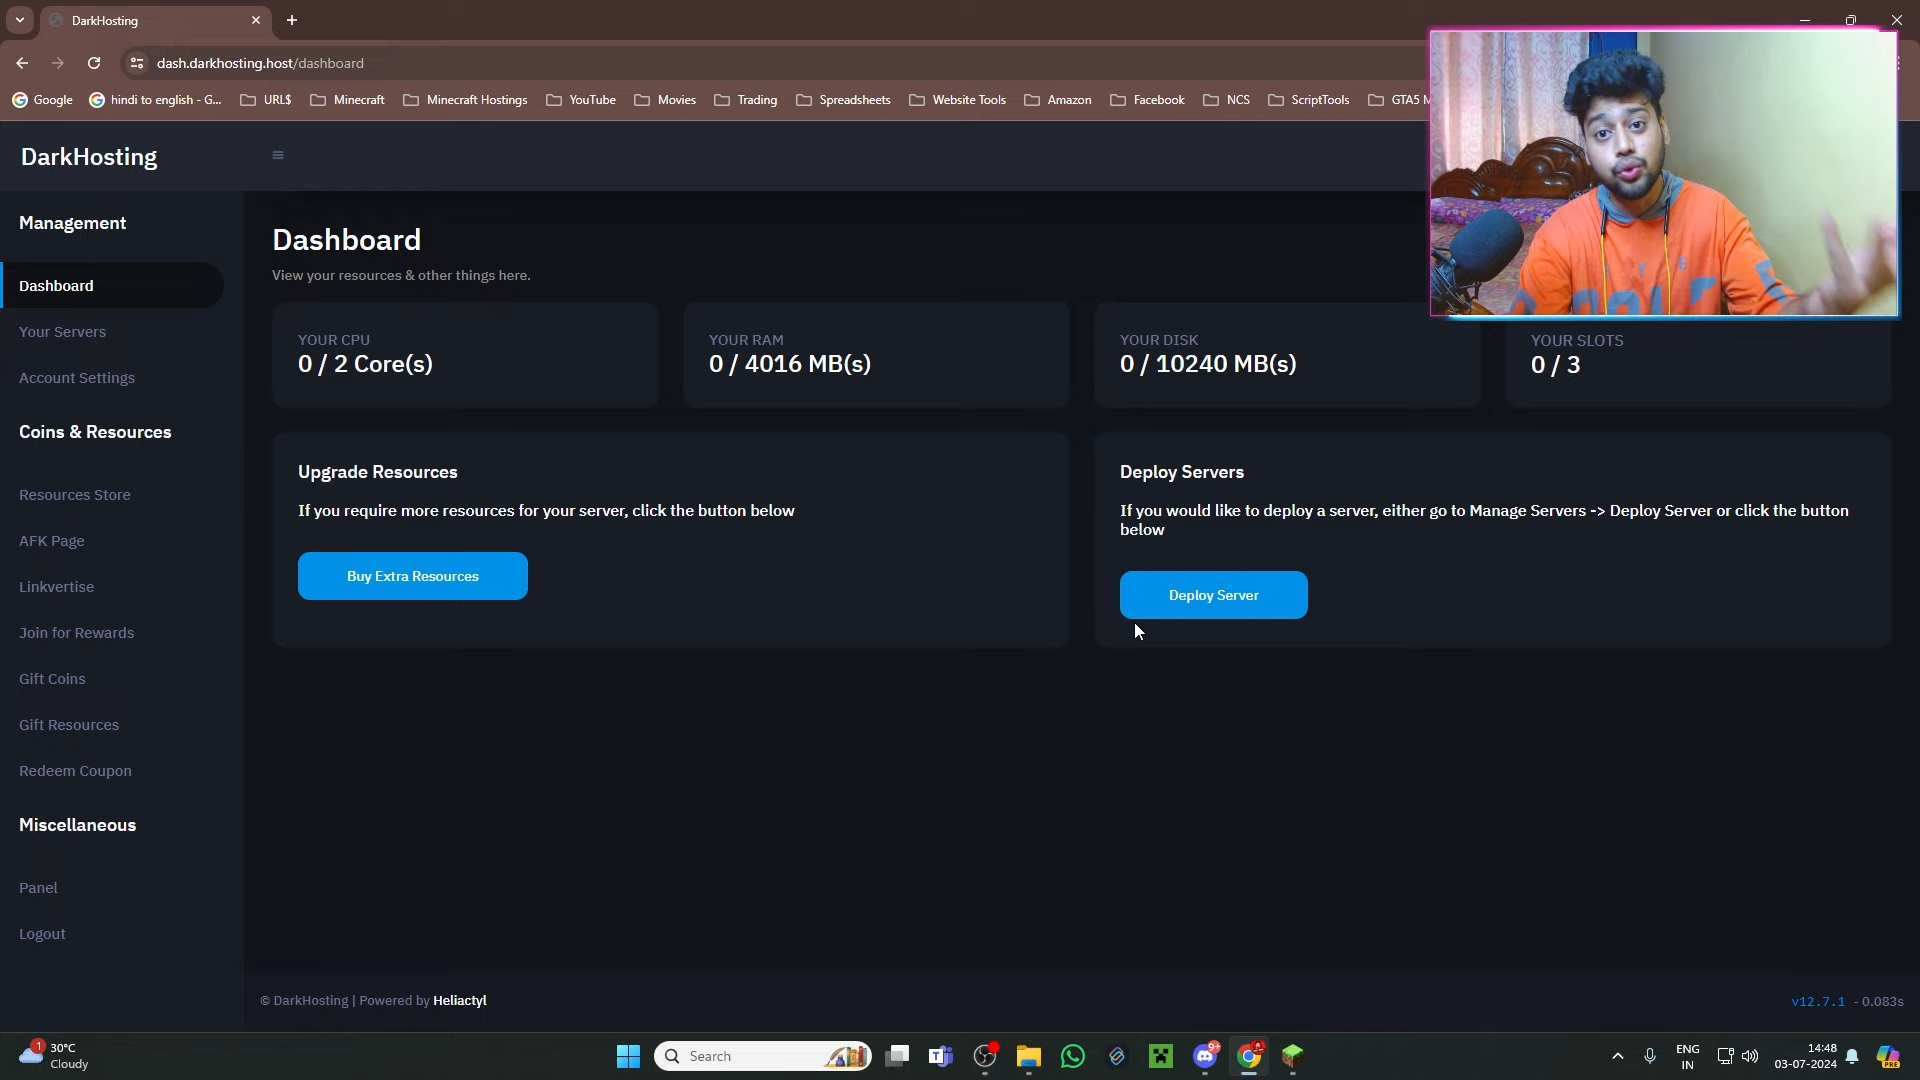 DarkHosting
dash.darkhosting.host/dashboard
Google
hindi to english - G...
URL$
Minecraft
Minecraft Hostings
YouTube
Movies
Trading
Spreadsheets
Website Tools
Amazon
Facebook
NCS
ScriptTools
GTA5 M
DarkHosting
Management
Dashboard
Your Servers
Account Settings
Coins & Resources
Resources Store
AFK Page
Linkvertise
Join for Rewards
Gift Coins
Gift Resources
Redeem Coupon
Miscellaneous
Panel
Logout
Dashboard
View your resources & other things here.
YOUR CPU
0 / 2 Core(s)
YOUR RAM
0 / 4016 MB(s)
YOUR DISK
0 / 10240 MB(s)
YOUR SLOTS
0 / 3
Upgrade Resources
If you require more resources for your server, click the button below
Buy Extra Resources
Deploy Servers
If you would like to deploy a server, either go to Manage Servers -> Deploy Server or click the button
below
Deploy Server
© DarkHosting | Powered by Heliactyl
v12.7.1 - 0.083s
1
30°C
Cloudy
Search
9+
ENG
IN
14:48
03-07-2024
PRE